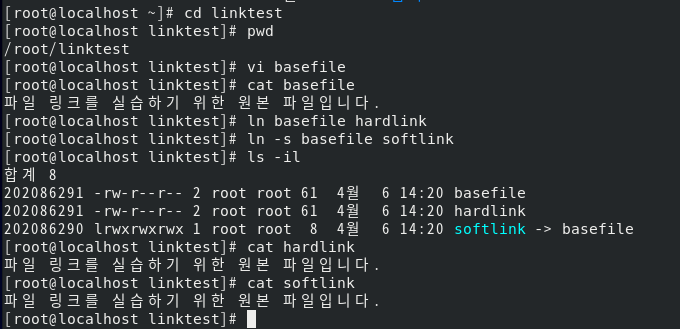 [root@localhost ~]# cd linktest
[root@localhost linktest]# pwd
/root/linktest
[root@localhost linktest]# vi basefile
[root@localhost linktest]# cat basefile
파일 링크를 실습하기 위한 원본 파일입니다.
[root@localhost linktest]# ln basefile hardlink
[root@localhost linktest]# ln -s basefile softlink
[root@localhost linktest]# ls -il
합계 8
202086291 -rw-r--r-- 2 root root 61  4월  6 14:20 basefile
202086291 -rw-r--r-- 2 root root 61  4월  6 14:20 hardlink
202086290 lrwxrwxrwx 1 root root  8  4월  6 14:20 softlink -> basefile
[root@localhost linktest]# cat hardlink
파일 링크를 실습하기 위한 원본 파일입니다.
[root@localhost linktest]# cat softlink
파일 링크를 실습하기 위한 원본 파일입니다.
[root@localhost linktest]#